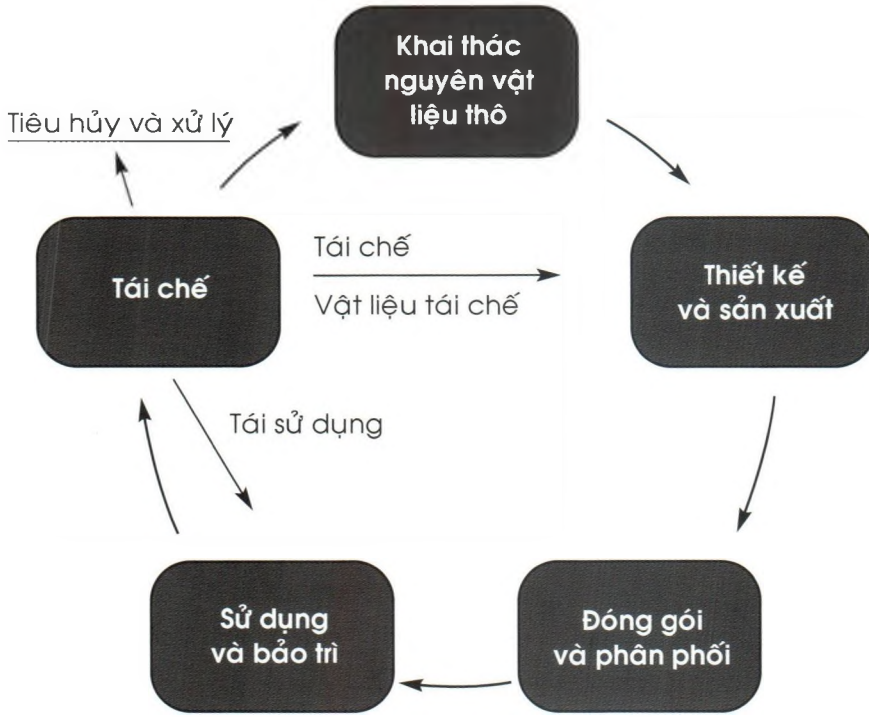 Khai thác
nguyên vật
liệu thô
Tiêu hủy và xử lý
Tái chế
Tái chế
Vật liệu tái chế
Thiết kế
và sản xuất
Tái sử dụng
Sử dụng
và bảo trì
Đóng gói
và phân phối